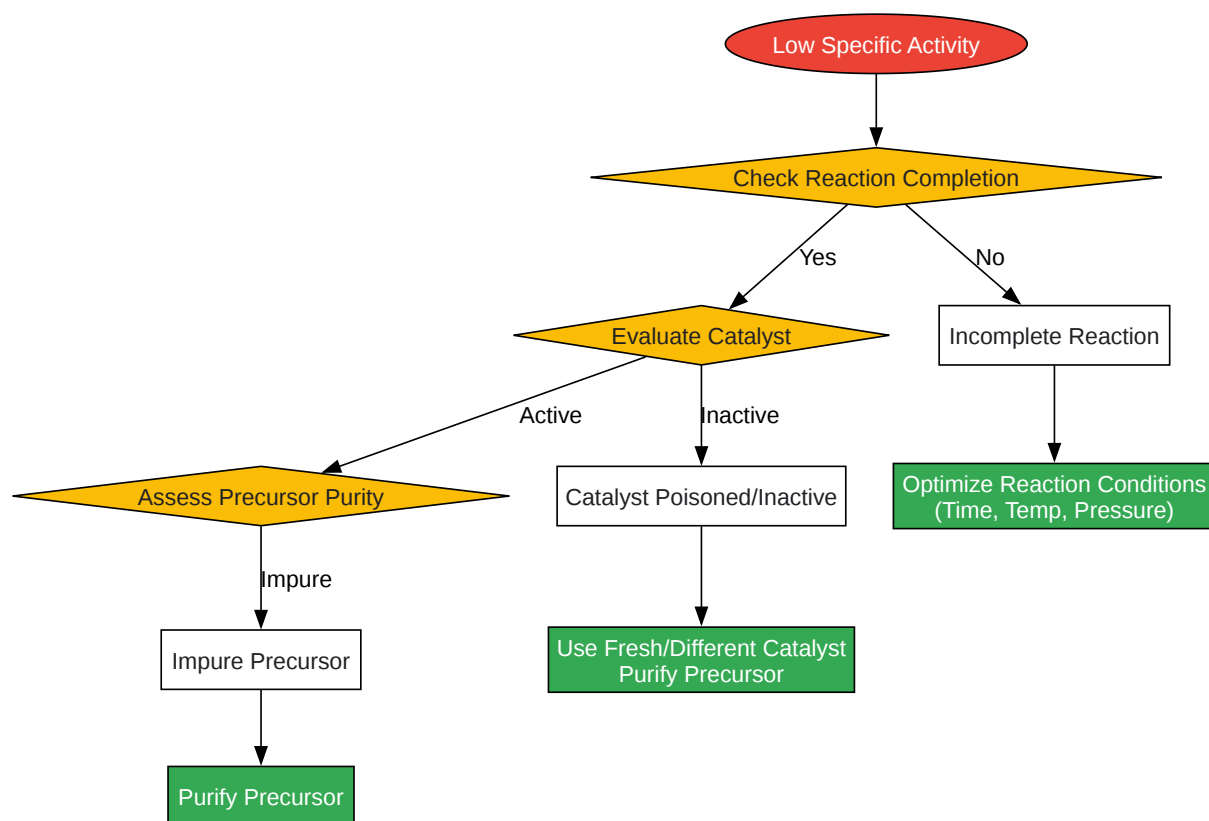 Low Specific Activity
Check Reaction Completion
Yes
No
Evaluate Catalyst
Incomplete Reaction
Active
Inactive
Assess Precursor Purity
Catalyst Poisoned/Inactive
Optimize Reaction Conditions
(Time, Temp, Pressure)
Impure
Impure Precursor
Use Fresh/Different Catalyst
Purify Precursor
Purify Precursor